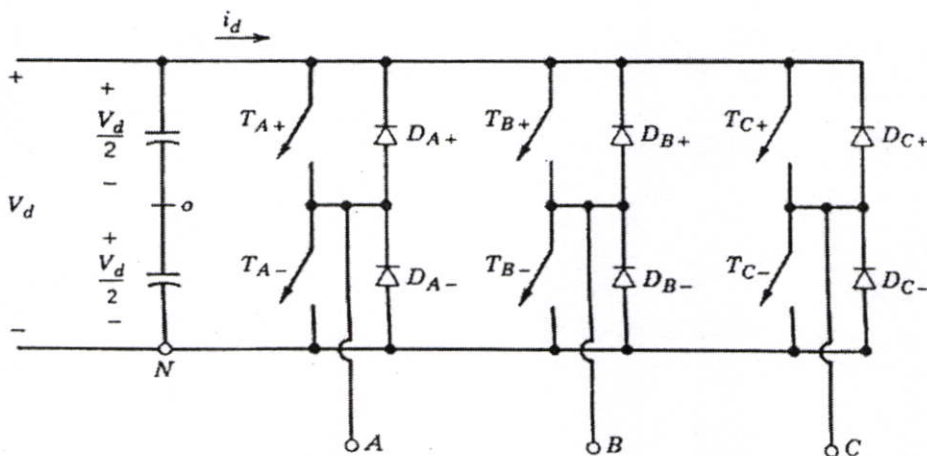 i_d
+
+
V_d
2
−
V_d
o
+
V_d
2
−
−
N
T_A+
D_A+
T_B+
D_B+
T_C+
D_C+
T_A−
D_A−
T_B−
D_B−
T_C−
D_C−
A
B
C